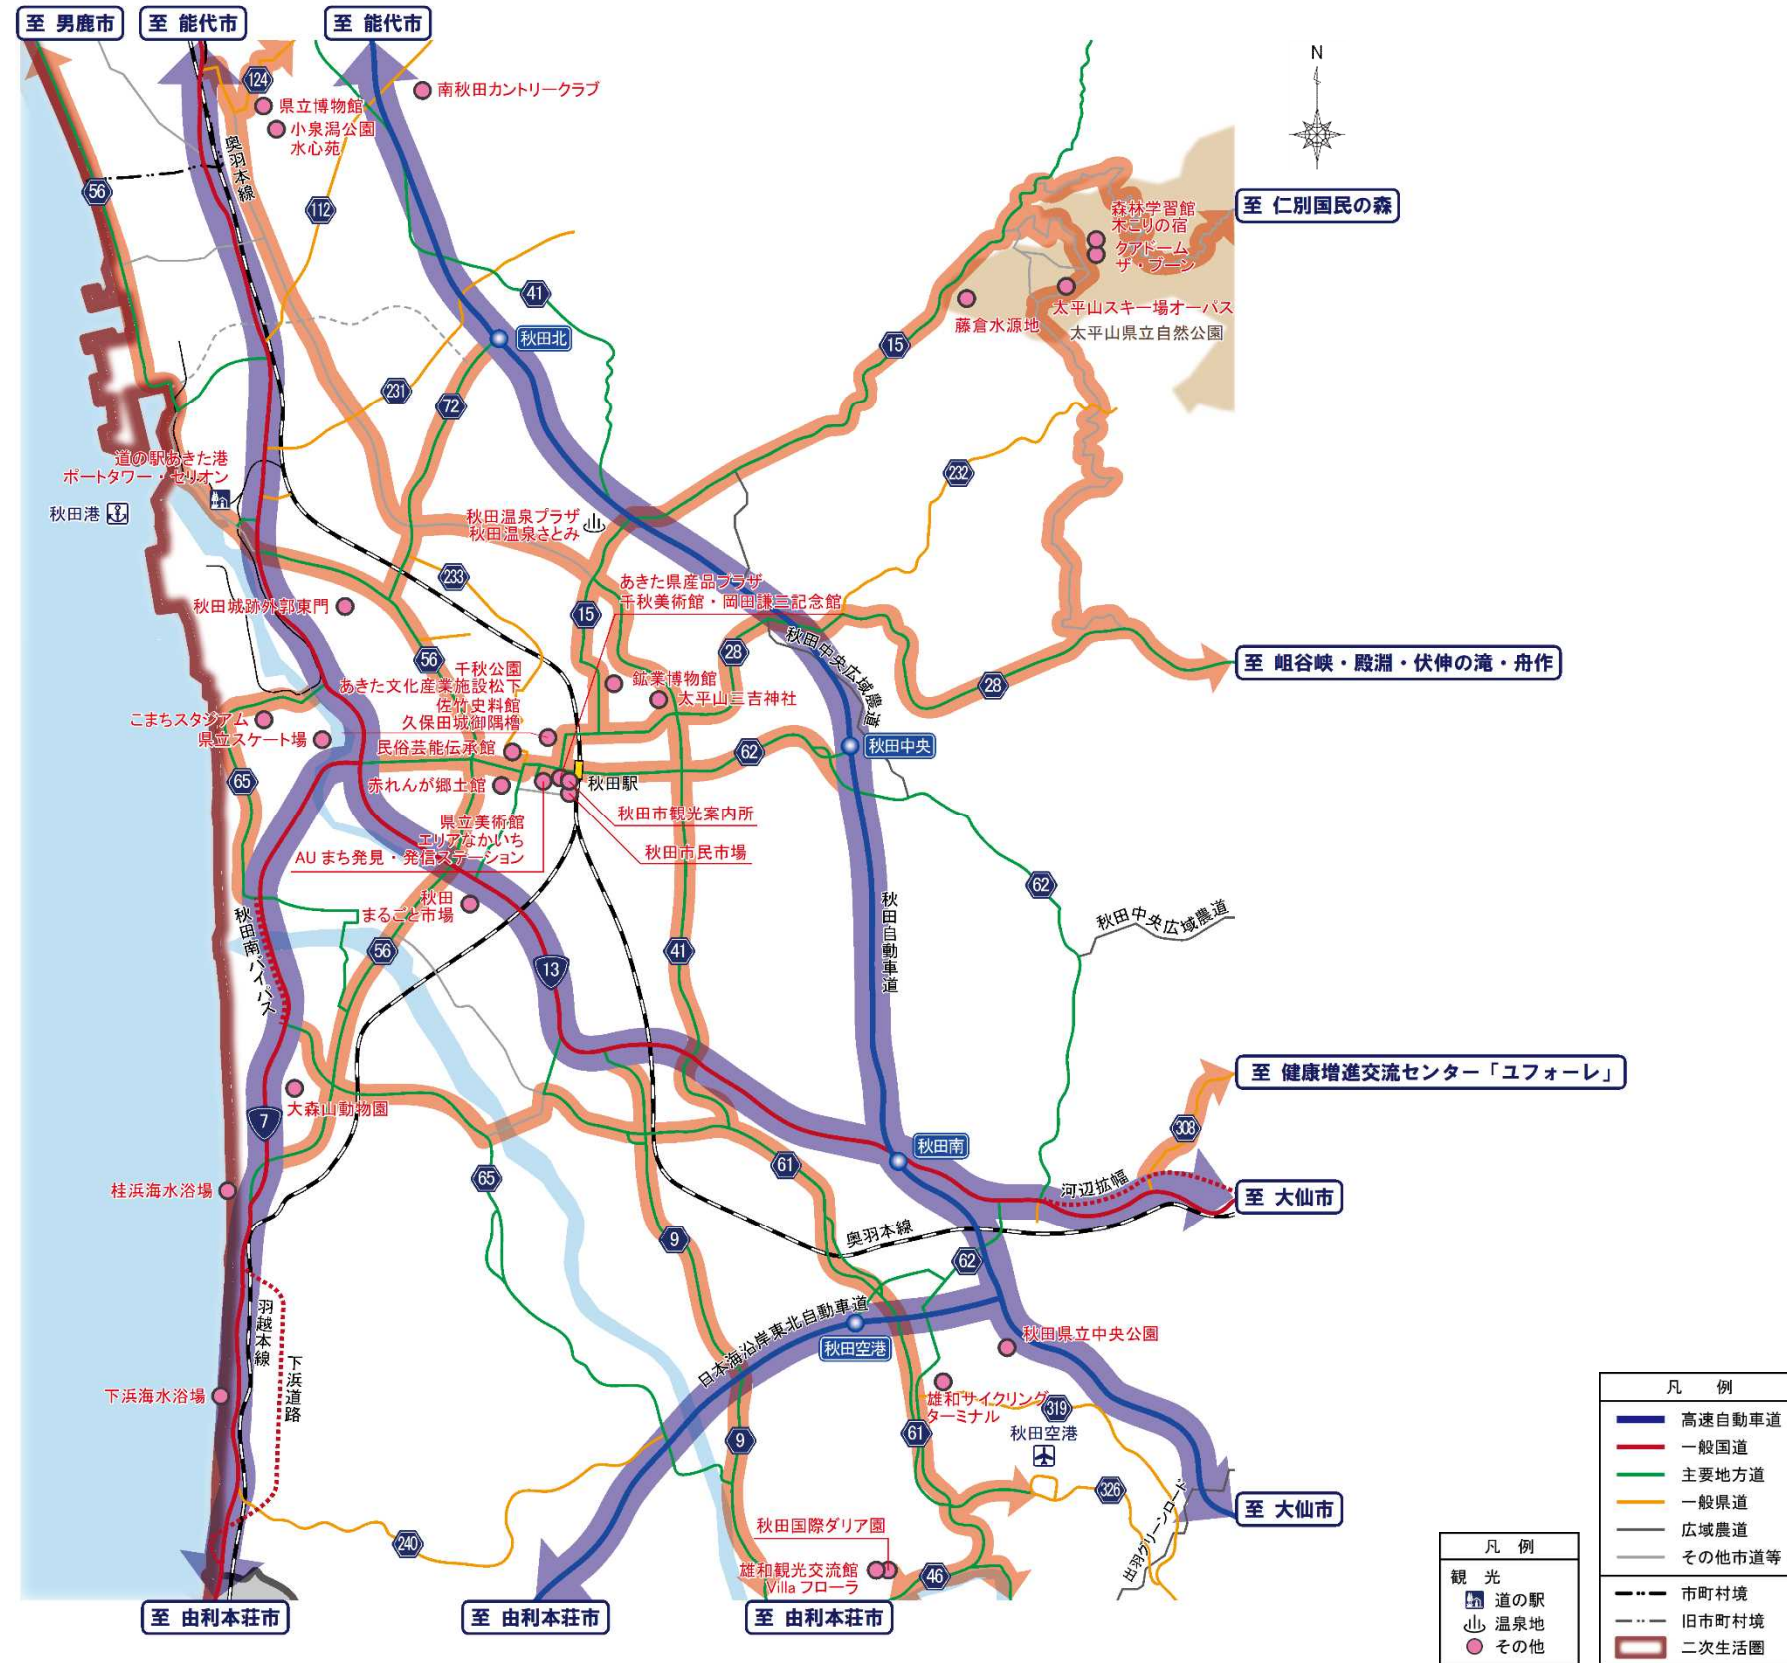 至 男鹿市
至 能代市
至 能代市
南秋田カントリークラブ
124
県立博物館
小泉潟公園
水心苑
N
奥羽本線
56
112
至 仁別国民の森
森林学習館
木こりの宿
クアドーム
ザ・ブーン
41
太平山スキー場オーパス
藤倉水源地
太平山県立自然公園
秋田北
15
231
72
道の駅あきた港
ポートタワー・セリオン
232
秋田港
秋田温泉プラザ
秋田温泉さとみ
233
あきた県産品プラザ
千秋美術館・岡田謙三記念館
秋田城跡外郭東門
15
秋田中央広域農道
28
56
千秋公園
あきた文化産業施設松下
佐竹史料館
久保田城御隅櫓
至 岨谷峡・殿淵・伏伸の滝・舟作
鉱業博物館
太平山三吉神社
28
こまちスタジアム
県立スケート場
民俗芸能伝承館
62
秋田中央
65
赤れんが郷土館
秋田駅
秋田市観光案内所
県立美術館
エリアなかいち
AUまち発見・発信ステーション
秋田市民市場
62
秋田
まるごと市場
秋田自動車道
秋田中央広域農道
秋田南バイパス
56
41
13
至 健康増進交流センター「ユフォーレ」
大森山動物園
7
308
秋田南
61
65
桂浜海水浴場
河辺拡幅
至 大仙市
9
奥羽本線
62
羽越本線
日本海沿岸東北自動車道
秋田空港
秋田県立中央公園
下浜道路
下浜海水浴場
雄和サイクリング
ターミナル
319
9
61
秋田空港
326
出羽グリーンロード
至 大仙市
秋田国際ダリア園
240
雄和観光交流館
Villa フローラ
46
至 由利本荘市
至 由利本荘市
至 由利本荘市
凡 例
観 光
道の駅
温泉地
その他
凡 例
高速自動車道
一般国道
主要地方道
一般県道
広域農道
その他市道等
市町村境
旧市町村境
二次生活圏